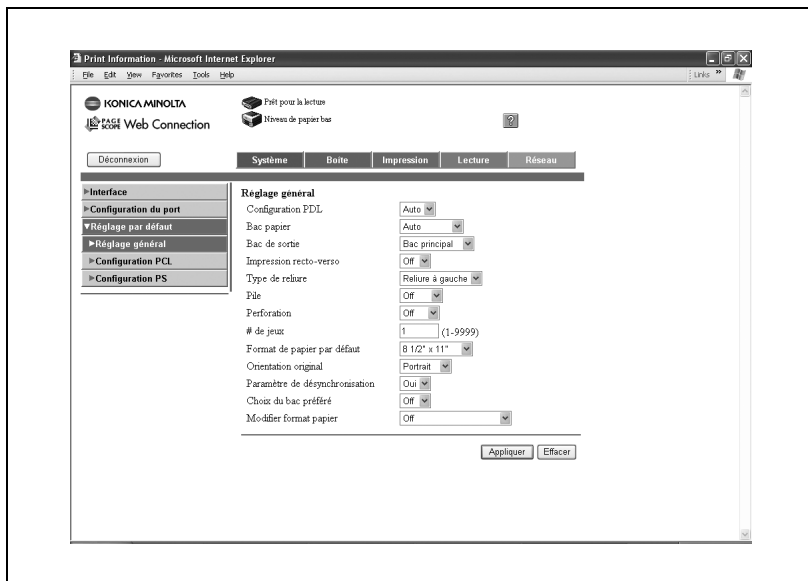 Print Information - Microsoft Internet Explorer
File Edit View Favorites Tools Help
Links »
KONICA MINOLTA
Prêt pour la lecture
PAGE SCOPE Web Connection
Niveau de papier bas
?
Déconnexion
Système Boîte Impression Lecture Réseau
Interface
Configuration du port
Réglage par défaut
Réglage général
Configuration PCL
Configuration PS
Réglage général
Configuration PDL Auto
Bac papier Auto
Bac de sortie Bac principal
Impression recto-verso Off
Type de reliure Reliure à gauche
Pile Off
Perforation Off
# de jeux 1 (1-9999)
Format de papier par défaut 8 1/2" x 11"
Orientation original Portrait
Paramètre de désynchronisation Oui
Choix du bac préféré Off
Modifier format papier Off
Appliquer Effacer